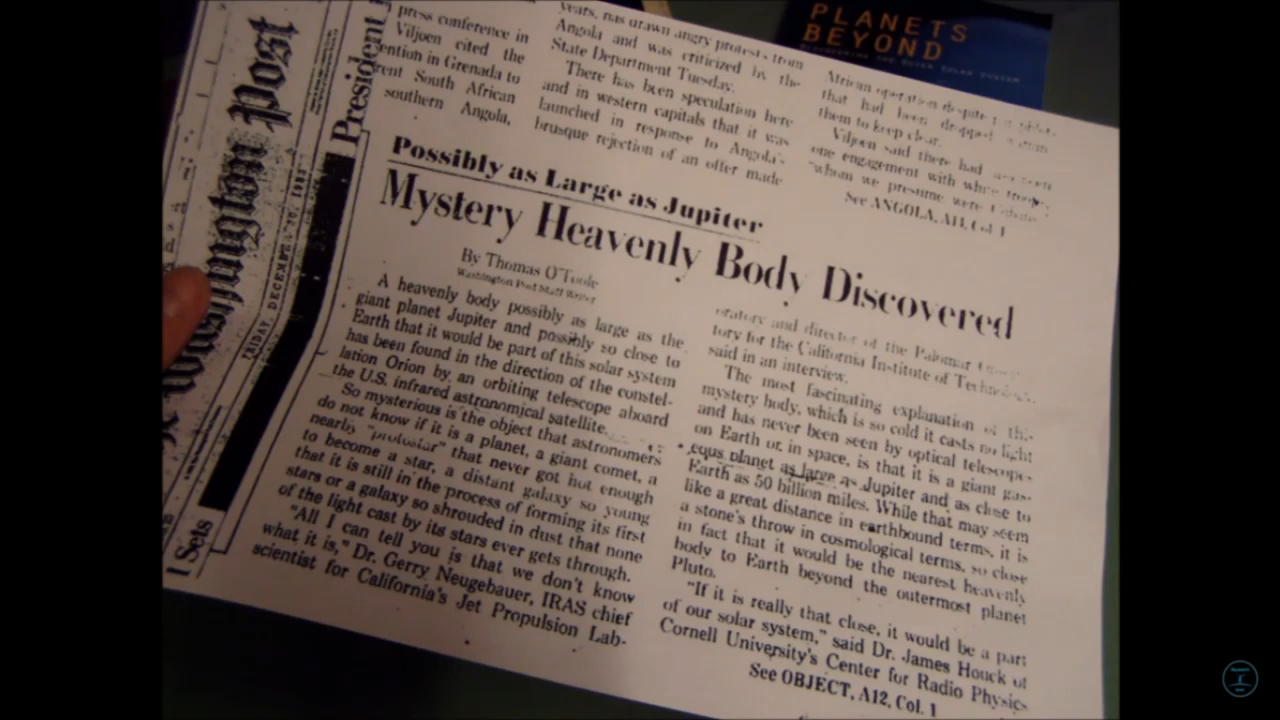 PLANETS
BEYOND
DISCOVERING THE OUTER SOLAR SYSTEM
Washington Post
FRIDAY, DECEMBER 30, 1983
President
1 Sets
press conference in
Viljoen cited the
in Grenada to
South African
southern Angola,
years, has drawn angry protests from
Angola and was criticized by the
State Department Tuesday.
There has been speculation here
and in western capitals that it was
launched in response to Angola's
brusque rejection of an offer made
African operation despite
that had been dropped
them to keep clear.
Viljoen said there had
one engagement with
"whom we presume were
See ANGOLA, A11, Col. 1
Possibly as Large as Jupiter
Mystery Heavenly Body Discovered
By Thomas O'Toole
Washington Post Staff Writer
A heavenly body possibly as large as the
giant planet Jupiter and possibly so close to
Earth that it would be part of this solar system
has been found in the direction of the constel-
lation Orion by an orbiting telescope aboard
the U.S. infrared astronomical satellite.
So mysterious is the object that astronomers
do not know if it is a planet, a giant comet, a
nearby "protostar" that never got hot enough
to become a star, a distant galaxy so young
that it is still in the process of forming its first
stars or a galaxy so shrouded in dust that none
of the light cast by its stars ever gets through.
"All I can tell you is that we don't know
what it is," Dr. Gerry Neugebauer, IRAS chief
scientist for California's Jet Propulsion Lab-
oratory and director of the Palomar
tory for the California Institute of
said in an interview.
The most fascinating explanation of this
mystery body, which is so cold it casts no light
and has never been seen by optical telescopes
on Earth or in space, is that it is a giant gas-
eous planet as large as Jupiter and as close to
Earth as 50 billion miles. While that may seem
like a great distance in earthbound terms, it is
a stone's throw in cosmological terms, so close
in fact that it would be the nearest heavenly
body to Earth beyond the outermost planet
Pluto.
"If it is really that close, it would be a part
of our solar system," said Dr. James Houck of
Cornell University's Center for Radio Physics
See OBJECT, A12, Col. 1